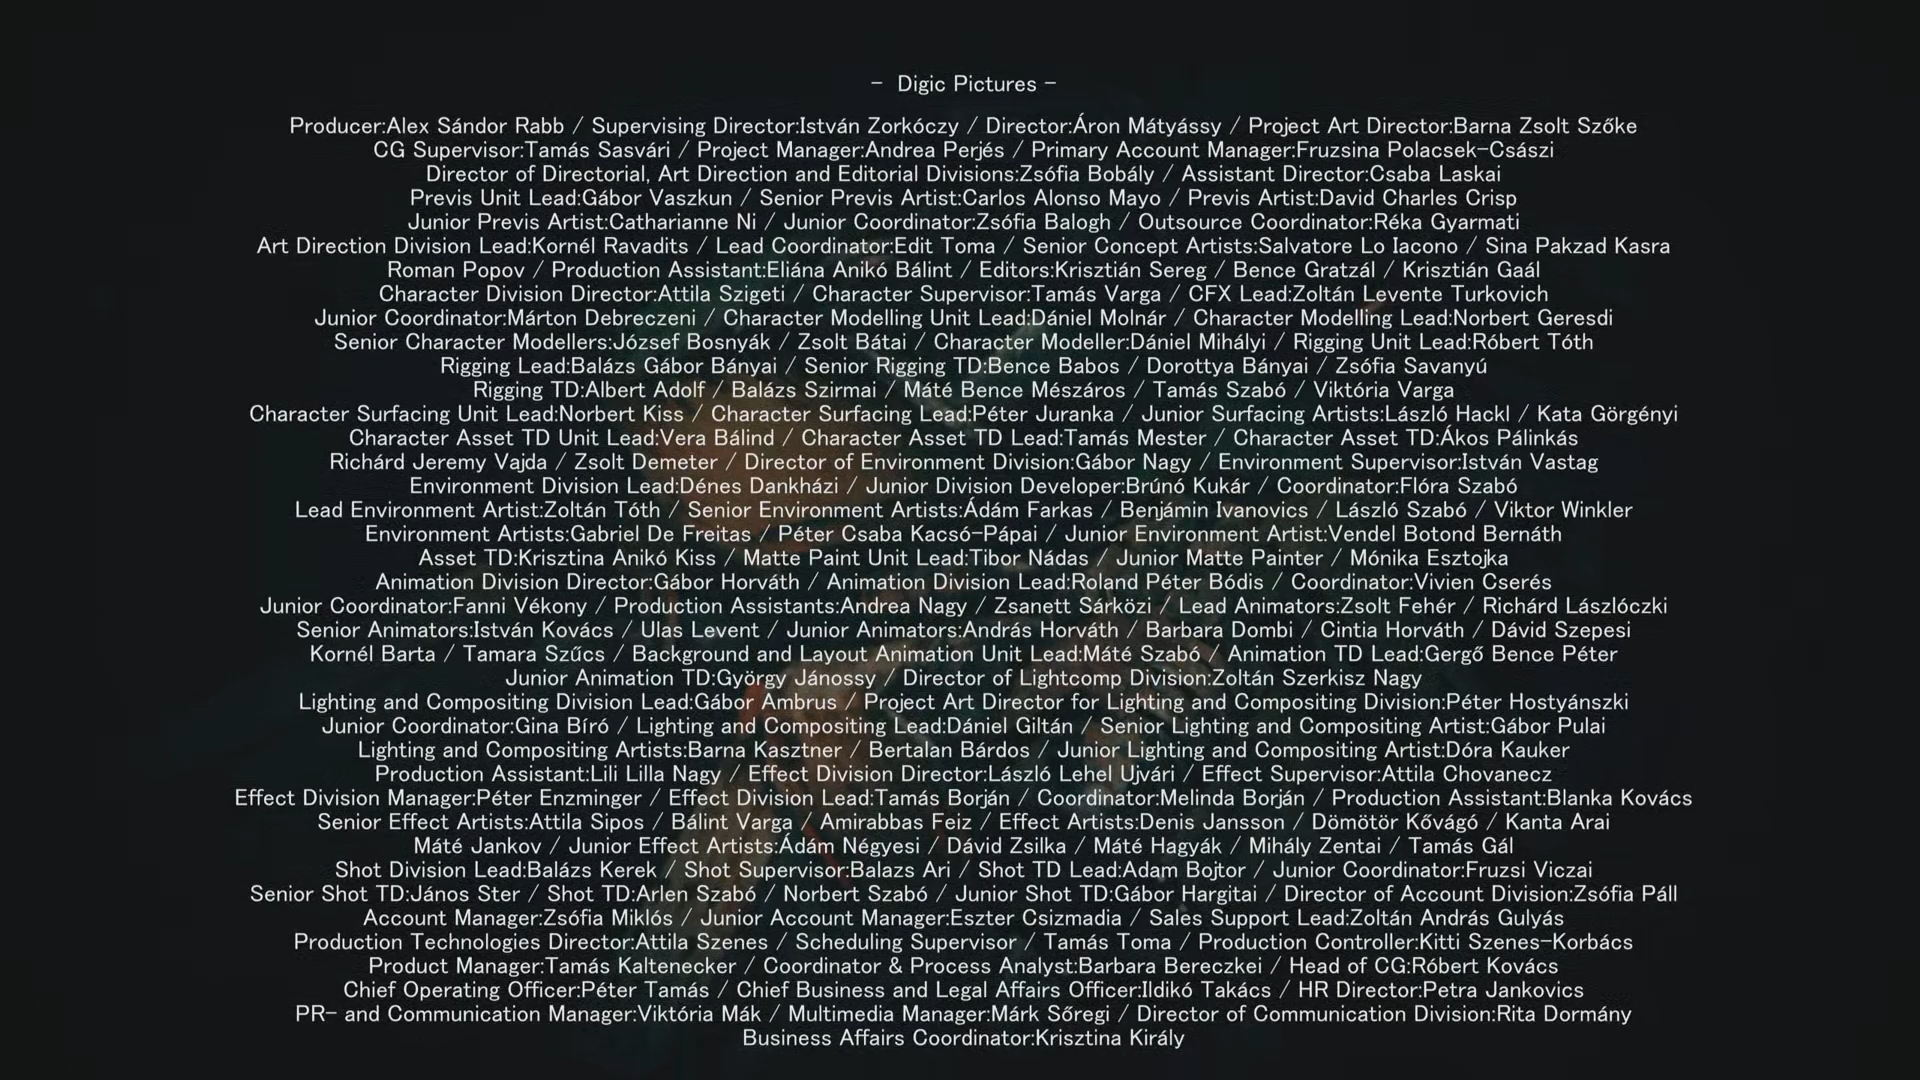 - Digic Pictures -
Producer:Alex Sándor Rabb / Supervising Director:István Zorkóczy / Director:Áron Mátyássy / Project Art Director:Barna Zsolt Szőke
CG Supervisor:Tamás Sasvári / Project Manager:Andrea Perjés / Primary Account Manager:Fruzsina Polacsek-Császi
Director of Directorial, Art Direction and Editorial Divisions:Zsófia Bobály / Assistant Director:Csaba Laskai
Previs Unit Lead:Gábor Vaszkun / Senior Previs Artist:Carlos Alonso Mayo / Previs Artist:David Charles Crisp
Junior Previs Artist:Catharianne Ni / Junior Coordinator:Zsófia Balogh / Outsource Coordinator:Réka Gyarmati
Art Direction Division Lead:Kornél Ravadits / Lead Coordinator:Edit Toma / Senior Concept Artists:Salvatore Lo Iacono / Sina Pakzad Kasra
Roman Popov / Production Assistant:Eliána Anikó Bálint / Editors:Krisztián Sereg / Bence Gratzál / Krisztián Gaál
Character Division Director:Attila Szigeti / Character Supervisor:Tamás Varga / CFX Lead:Zoltán Levente Turkovich
Junior Coordinator:Márton Debreczeni / Character Modelling Unit Lead:Dániel Molnár / Character Modelling Lead:Norbert Geresdi
Senior Character Modellers:József Bosnyák / Zsolt Bátai / Character Modeller:Dániel Mihályi / Rigging Unit Lead:Róbert Tóth
Rigging Lead:Balázs Gábor Bányai / Senior Rigging TD:Bence Babos / Dorottya Bányai / Zsófia Savanyú
Rigging TD:Albert Adolf / Balázs Szirmai / Máté Bence Mészáros / Tamás Szabó / Viktória Varga
Character Surfacing Unit Lead:Norbert Kiss / Character Surfacing Lead:Péter Juranka / Junior Surfacing Artists:László Hackl / Kata Görgényi
Character Asset TD Unit Lead:Vera Bálind / Character Asset TD Lead:Tamás Mester / Character Asset TD:Ákos Pálinkás
Richárd Jeremy Vajda / Zsolt Demeter / Director of Environment Division:Gábor Nagy / Environment Supervisor:István Vastag
Environment Division Lead:Dénes Dankházi / Junior Division Developer:Brúnó Kukár / Coordinator:Flóra Szabó
Lead Environment Artist:Zoltán Tóth / Senior Environment Artists:Ádám Farkas / Benjámin Ivanovics / László Szabó / Viktor Winkler
Environment Artists:Gabriel De Freitas / Péter Csaba Kacsó-Pápai / Junior Environment Artist:Vendel Botond Bernáth
Asset TD:Krisztina Anikó Kiss / Matte Paint Unit Lead:Tibor Nádas / Junior Matte Painter / Mónika Esztojka
Animation Division Director:Gábor Horváth / Animation Division Lead:Roland Péter Bódis / Coordinator:Vivien Cserés
Junior Coordinator:Fanni Vékony / Production Assistants:Andrea Nagy / Zsanett Sárközi / Lead Animators:Zsolt Fehér / Richárd Lászlóczki
Senior Animators:István Kovács / Ulas Levent / Junior Animators:András Horváth / Barbara Dombi / Cintia Horváth / Dávid Szepesi
Kornél Barta / Tamara Szűcs / Background and Layout Animation Unit Lead:Máté Szabó / Animation TD Lead:Gergő Bence Péter
Junior Animation TD:György Jánossy / Director of Lightcomp Division:Zoltán Szerkisz Nagy
Lighting and Compositing Division Lead:Gábor Ambrus / Project Art Director for Lighting and Compositing Division:Péter Hostyánszki
Junior Coordinator:Gina Bíró / Lighting and Compositing Lead:Dániel Giltán / Senior Lighting and Compositing Artist:Gábor Pulai
Lighting and Compositing Artists:Barna Kasztner / Bertalan Bárdos / Junior Lighting and Compositing Artist:Dóra Kauker
Production Assistant:Lili Lilla Nagy / Effect Division Director:László Lehel Ujvári / Effect Supervisor:Attila Chovanecz
Effect Division Manager:Péter Enzminger / Effect Division Lead:Tamás Borján / Coordinator:Melinda Borján / Production Assistant:Blanka Kovács
Senior Effect Artists:Attila Sipos / Bálint Varga / Amirabbas Feiz / Effect Artists:Denis Jansson / Dömötör Kővágó / Kanta Arai
Máté Jankov / Junior Effect Artists:Ádám Négyesi / Dávid Zsilka / Máté Hagyák / Mihály Zentai / Tamás Gál
Shot Division Lead:Balázs Kerek / Shot Supervisor:Balazs Ari / Shot TD Lead:Adam Bojtor / Junior Coordinator:Fruzsi Viczai
Senior Shot TD:János Ster / Shot TD:Arlen Szabó / Norbert Szabó / Junior Shot TD:Gábor Hargitai / Director of Account Division:Zsófia Páll
Account Manager:Zsófia Miklós / Junior Account Manager:Eszter Csizmadia / Sales Support Lead:Zoltán András Gulyás
Production Technologies Director:Attila Szenes / Scheduling Supervisor / Tamás Toma / Production Controller:Kitti Szenes-Korbács
Product Manager:Tamás Kaltenecker / Coordinator & Process Analyst:Barbara Bereczkei / Head of CG:Róbert Kovács
Chief Operating Officer:Péter Tamás / Chief Business and Legal Affairs Officer:Ildikó Takács / HR Director:Petra Jankovics
PR- and Communication Manager:Viktória Mák / Multimedia Manager:Márk Sőregi / Director of Communication Division:Rita Dormány
Business Affairs Coordinator:Krisztina Király